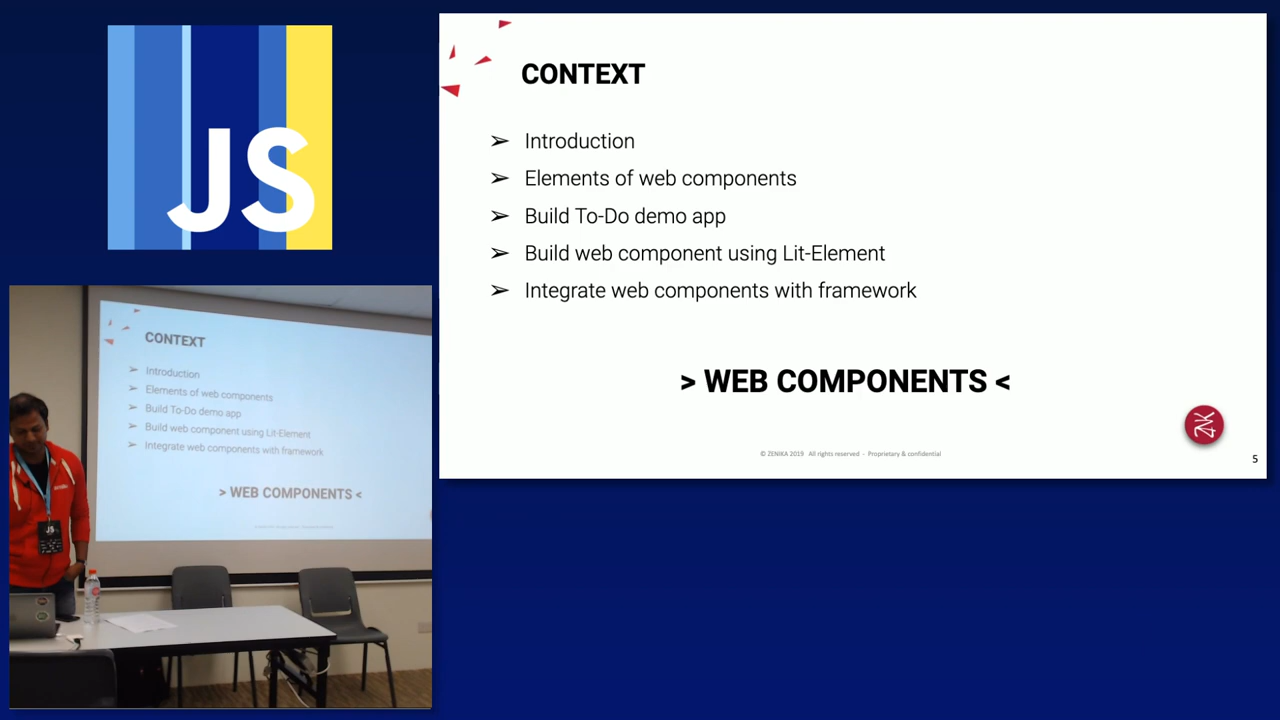 JS
CONTEXT
➢ Introduction
➢ Elements of web components
➢ Build To-Do demo app
➢ Build web component using Lit-Element
➢ Integrate web components with framework
> WEB COMPONENTS <
© ZENIKA 2019 All rights reserved - Proprietary & confidential
5
CONTEXT
➢ Introduction
➢ Elements of web components
➢ Build To-Do demo app
➢ Build web component using Lit-Element
➢ Integrate web components with framework
> WEB COMPONENTS <
JS